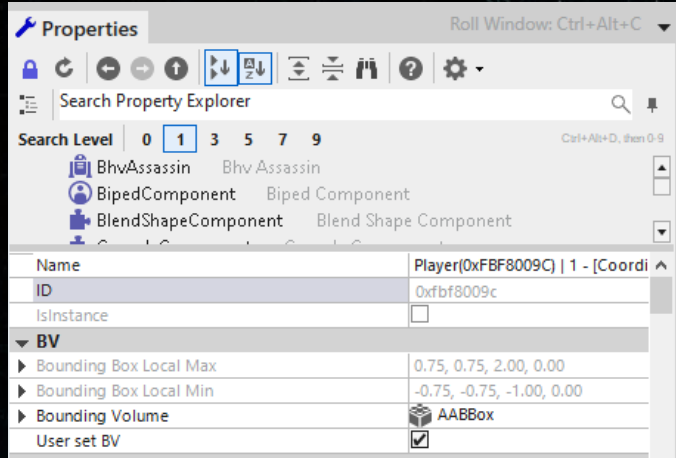 Properties
Roll Window: Ctrl+Alt+C
Search Property Explorer
Search Level 0 1 3 5 7 9 Ctrl+Alt+D, then 0-9
BhvAssassin Bhv Assassin
BipedComponent Biped Component
BlendShapeComponent Blend Shape Component
Name Player(0xFBF8009C) | 1 - [Coordi
ID 0xfbf8009c
IsInstance
BV
Bounding Box Local Max 0.75, 0.75, 2.00, 0.00
Bounding Box Local Min -0.75, -0.75, -1.00, 0.00
Bounding Volume AABBox
User set BV